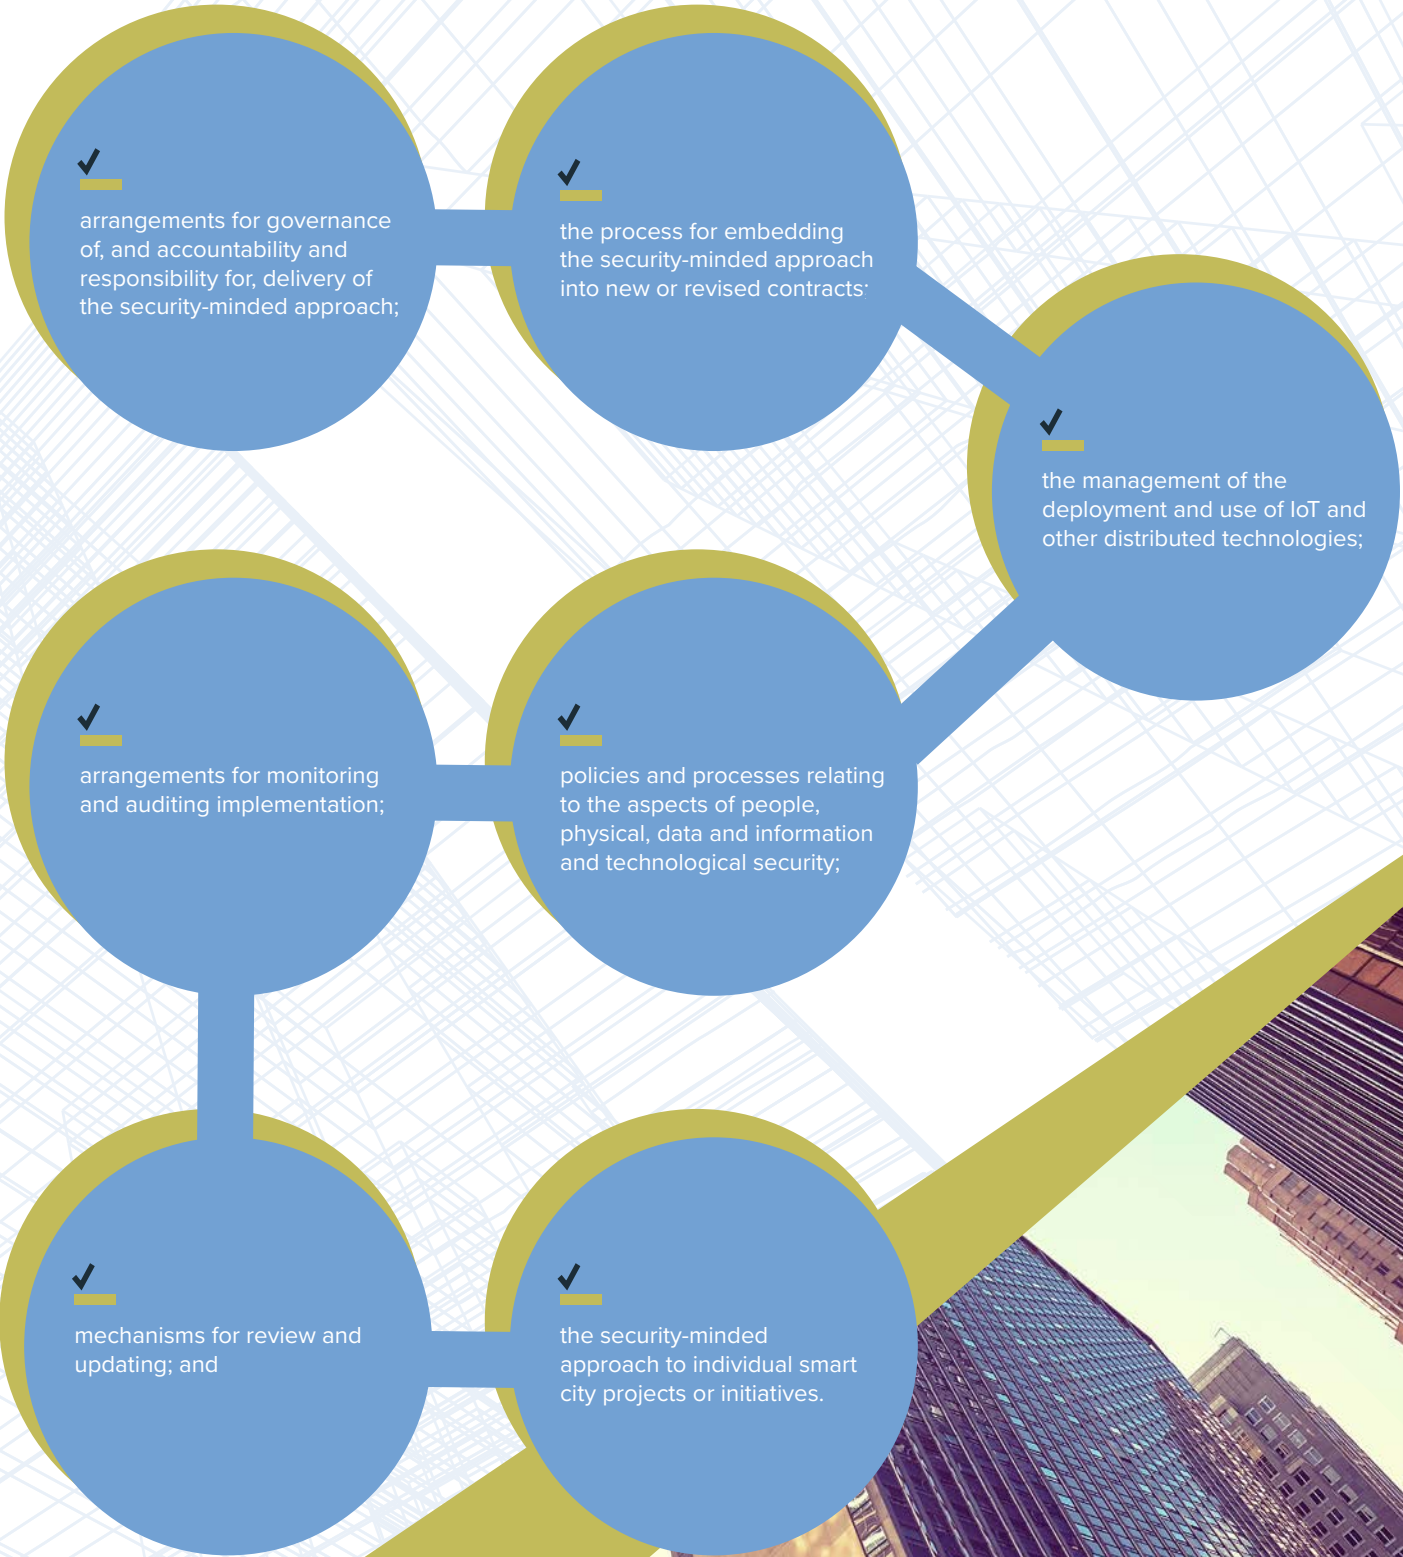 arrangements for governance
of, and accountability and
responsibility for, delivery of
the security-minded approach;
the process for embedding
the security-minded approach
into new or revised contracts;
the management of the
deployment and use of IoT and
other distributed technologies;
policies and processes relating
to the aspects of people,
physical, data and information
and technological security;
arrangements for monitoring
and auditing implementation;
mechanisms for review and
updating; and
the security-minded
approach to individual smart
city projects or initiatives.